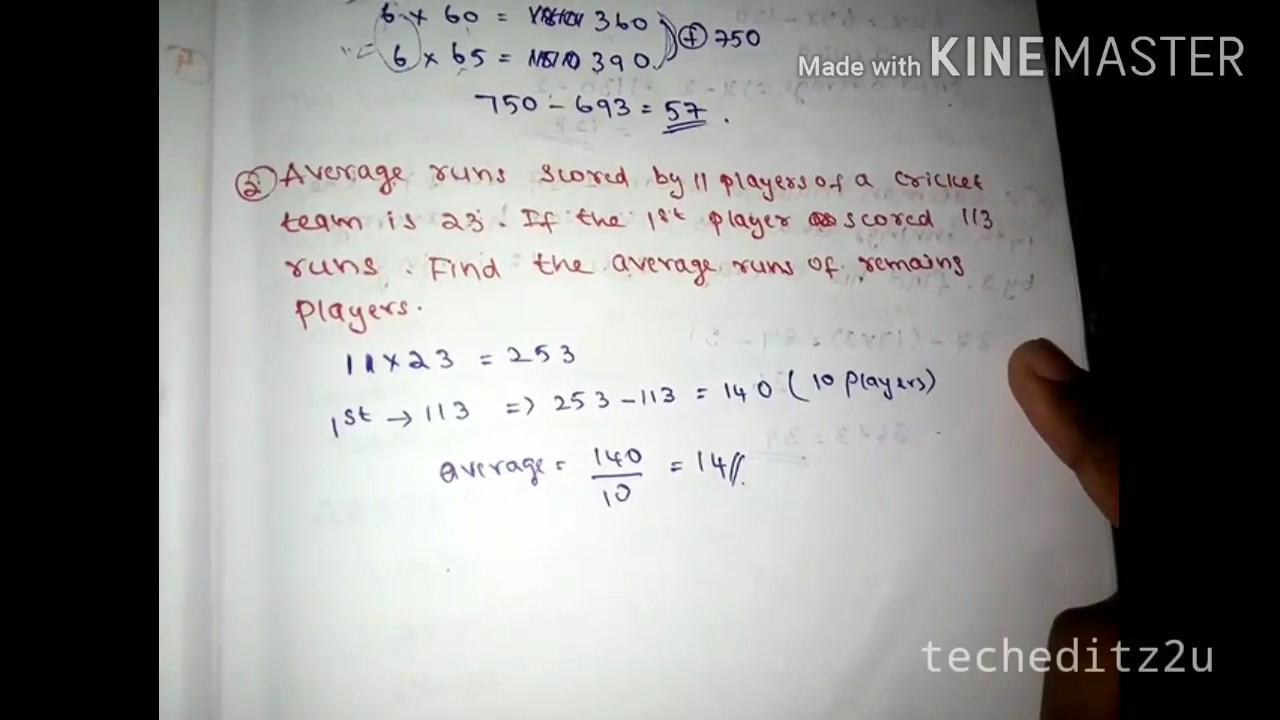 6 x 60 = 360
6 x 65 = 390
+ 750
Made with KINEMASTER
750 - 693 = 57.
② Average runs scored by 11 players of a cricket
team is 23. If the 1st player scored 113
runs. Find the average runs of remains
players.
11 x 23 = 253
1st → 113 => 253 - 113 = 140 (10 players)
average = 140/10 = 14//.
techeditz2u